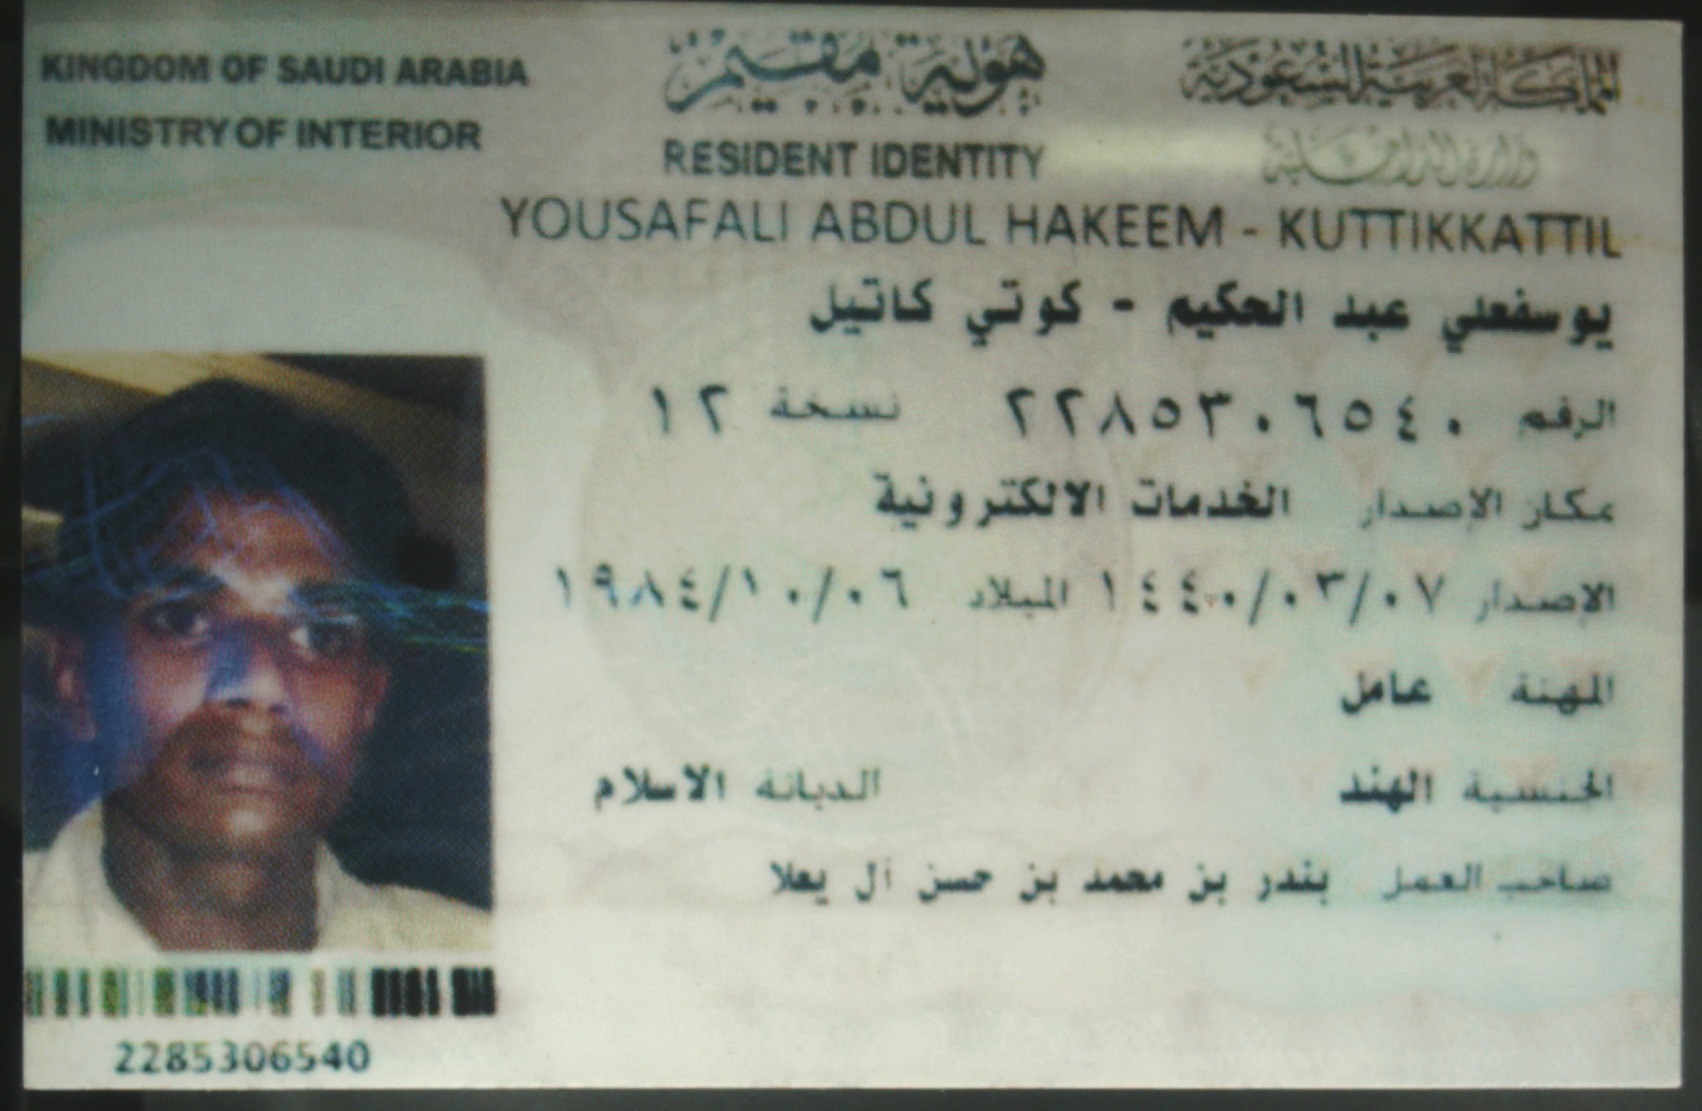 المملكة العربية السعودية
وزارة الداخلية
هوية مقيم
RESIDENT IDENTITY
KINGDOM OF SAUDI ARABIA
MINISTRY OF INTERIOR
YOUSAFALI ABDUL HAKEEM - KUTTIKKATTIL
يوسفعلي عبد الحكيم - كوتي كاتيل
الرقم ٢٢٨٥٣٠٦٥٤٠ نسخة ١٢
مكان الإصدار الخدمات الالكترونية
الإصدار ١٤٤٠/٠٣/٠٧ الميلاد ١٩٨٤/١٠/٠٦
المهنة عامل
الجنسية الهند الديانة الاسلام
صاحب العمل بندر بن محمد بن حسن آل يعلا
2285306540